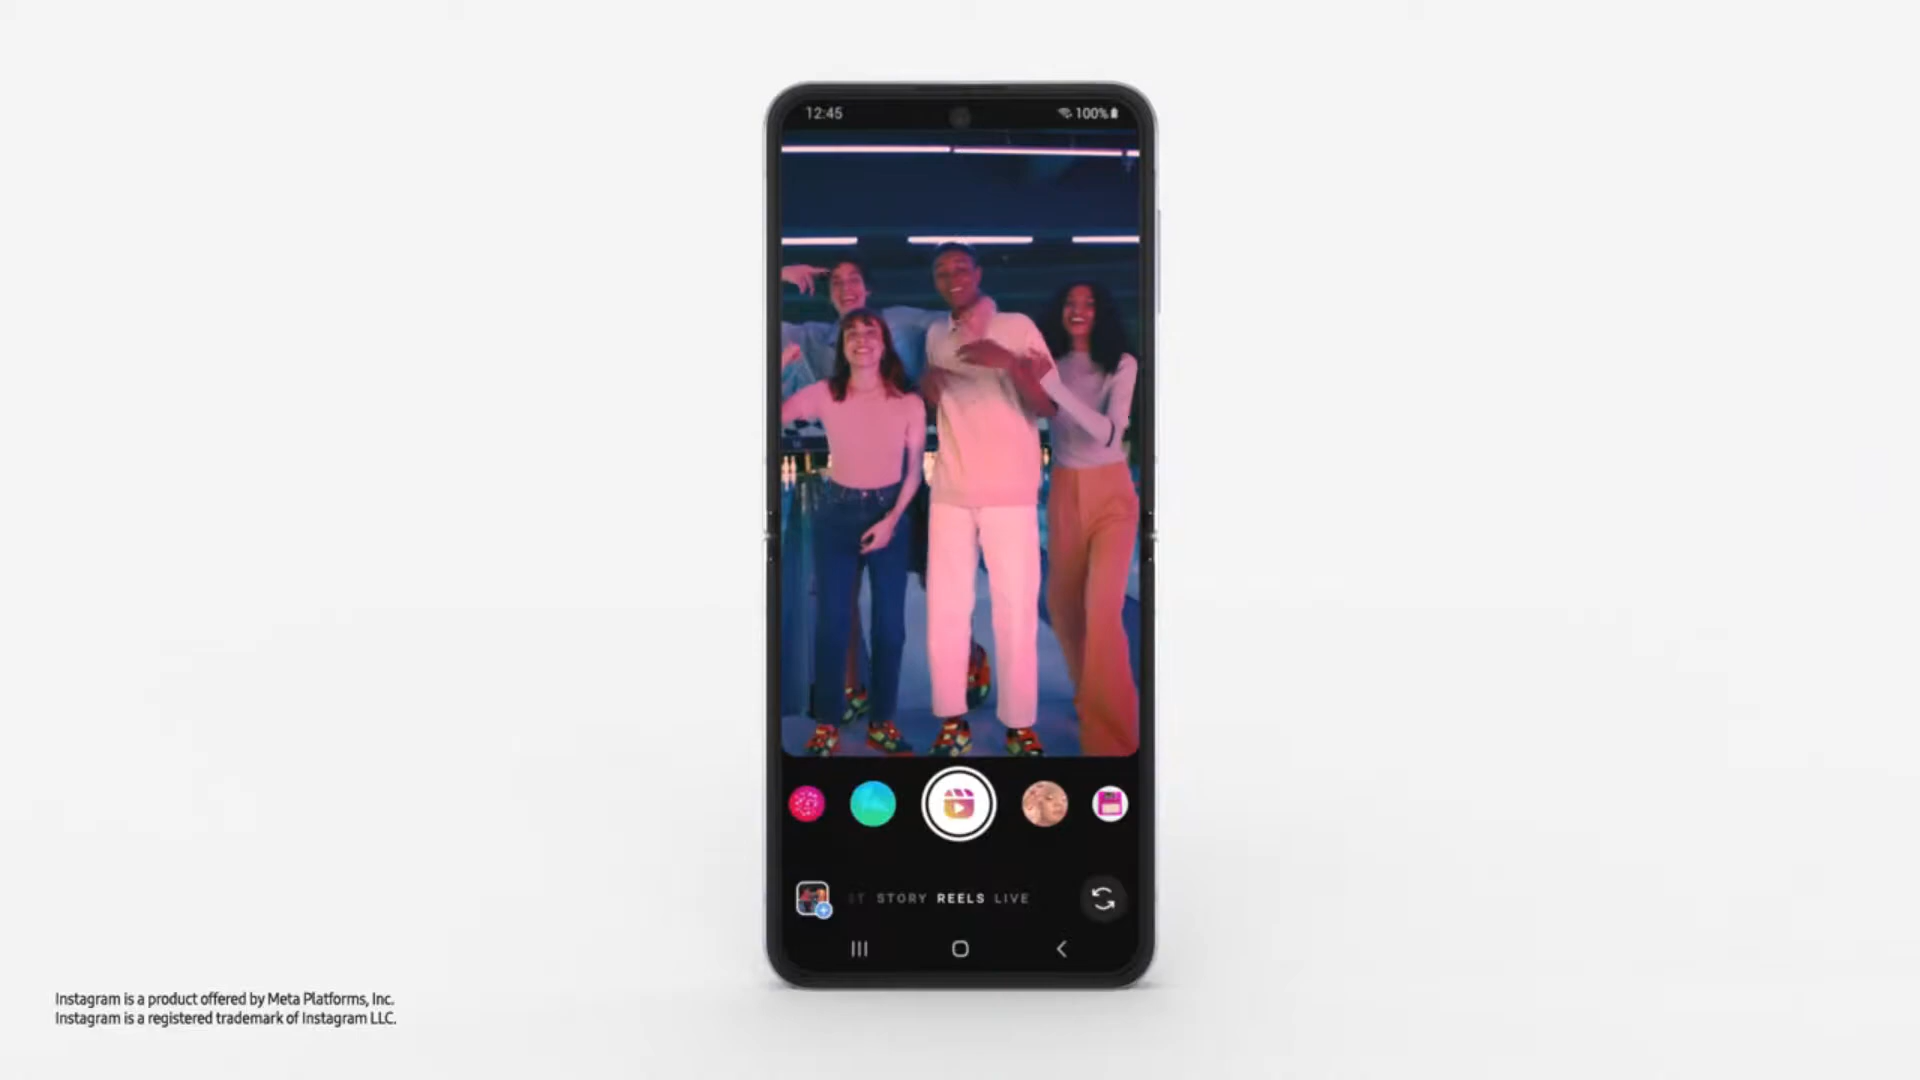 12:45
100%
STORY REELS LIVE
Instagram is a product offered by Meta Platforms, Inc.
Instagram is a registered trademark of Instagram LLC.